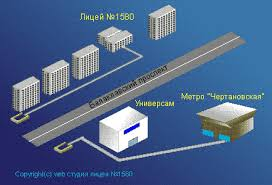 Лицей №1580
Балаклавский проспект
Метро "Чертановская"
Универсам
Copyright(c) web студия лицея №1580